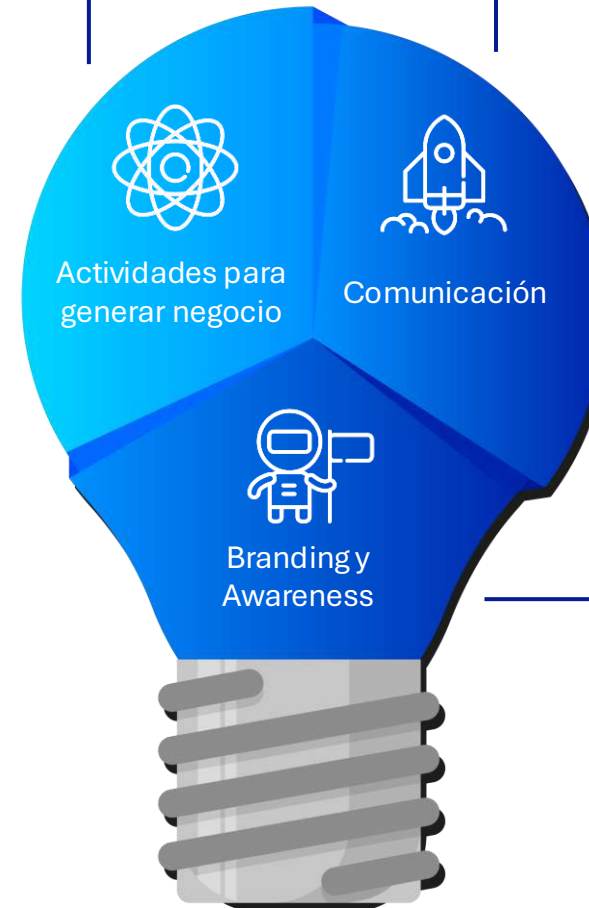 Actividades para
generar negocio
Comunicación
Branding y
Awareness